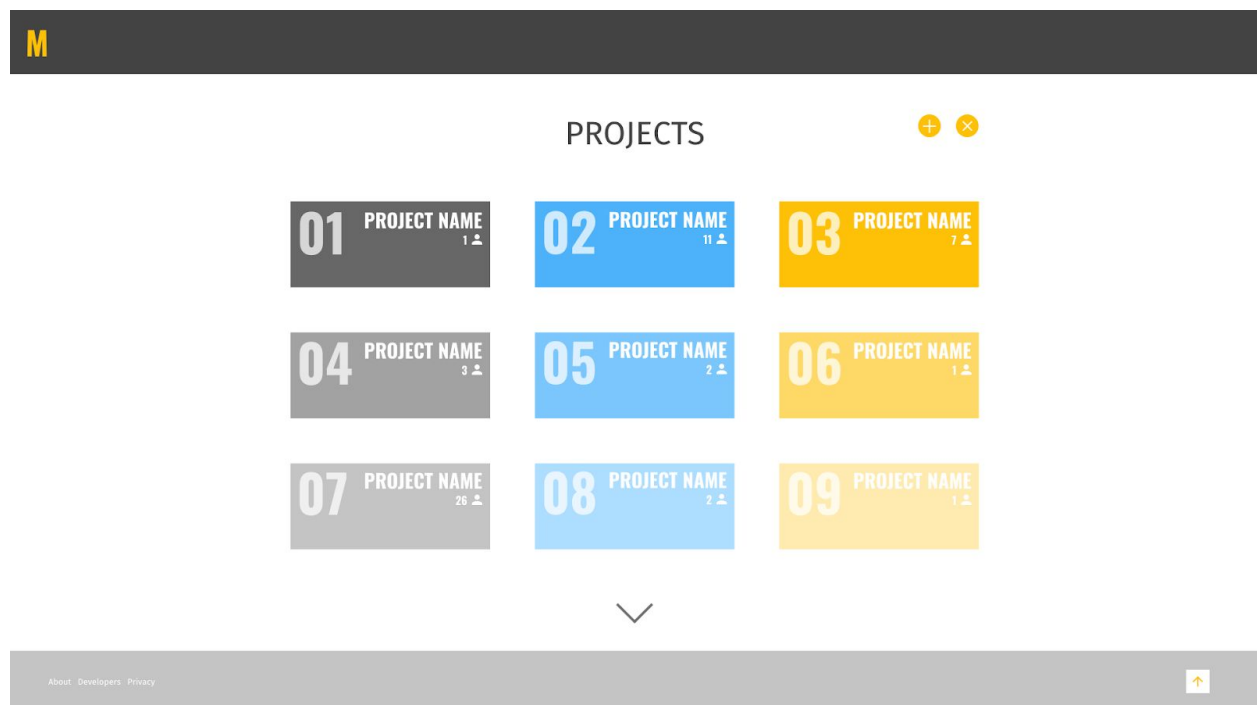 M
PROJECTS
01 PROJECT NAME
1
02 PROJECT NAME
11
03 PROJECT NAME
7
04 PROJECT NAME
3
05 PROJECT NAME
2
06 PROJECT NAME
1
07 PROJECT NAME
26
08 PROJECT NAME
2
09 PROJECT NAME
1
About Developers Privacy